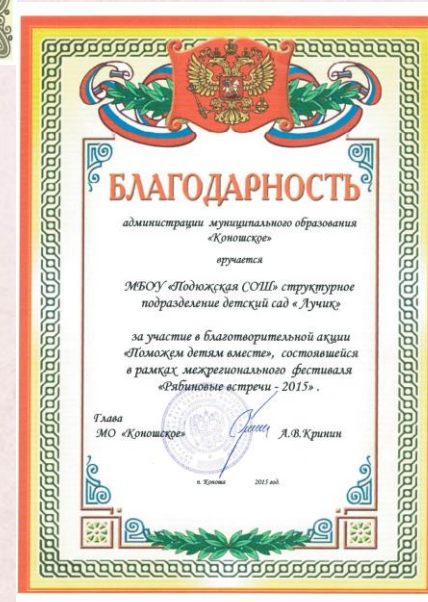 БЛАГОДАРНОСТЬ
администрации муниципального образования
«Коношское»
вручается
МБОУ «Подюжская СОШ» структурное
подразделение детский сад « Лучик»
за участие в благотворительной акции
«Поможем детям вместе», состоявшейся
в рамках межрегионального фестиваля
«Рябиновые встречи - 2015» .
Глава
МО «Коношское» А.В.Кринин
п. Коноша 2015 год.